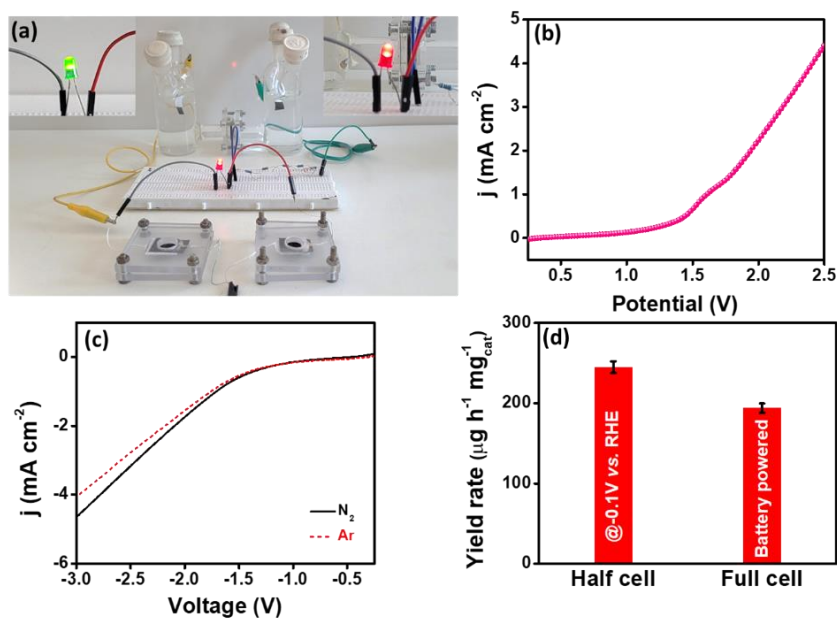 (a)
(b)
5
4
3
2
1
0
j (mA cm⁻²)
0.5 1.0 1.5 2.0 2.5
Potential (V)
(c)
0
-2
-4
-6
j (mA cm⁻²)
N₂
Ar
-3.0 -2.5 -2.0 -1.5 -1.0 -0.5
Voltage (V)
(d)
300
200
100
0
Yield rate (μg h⁻¹ mg⁻¹cat)
@-0.1V vs. RHE
Battery powered
Half cell Full cell